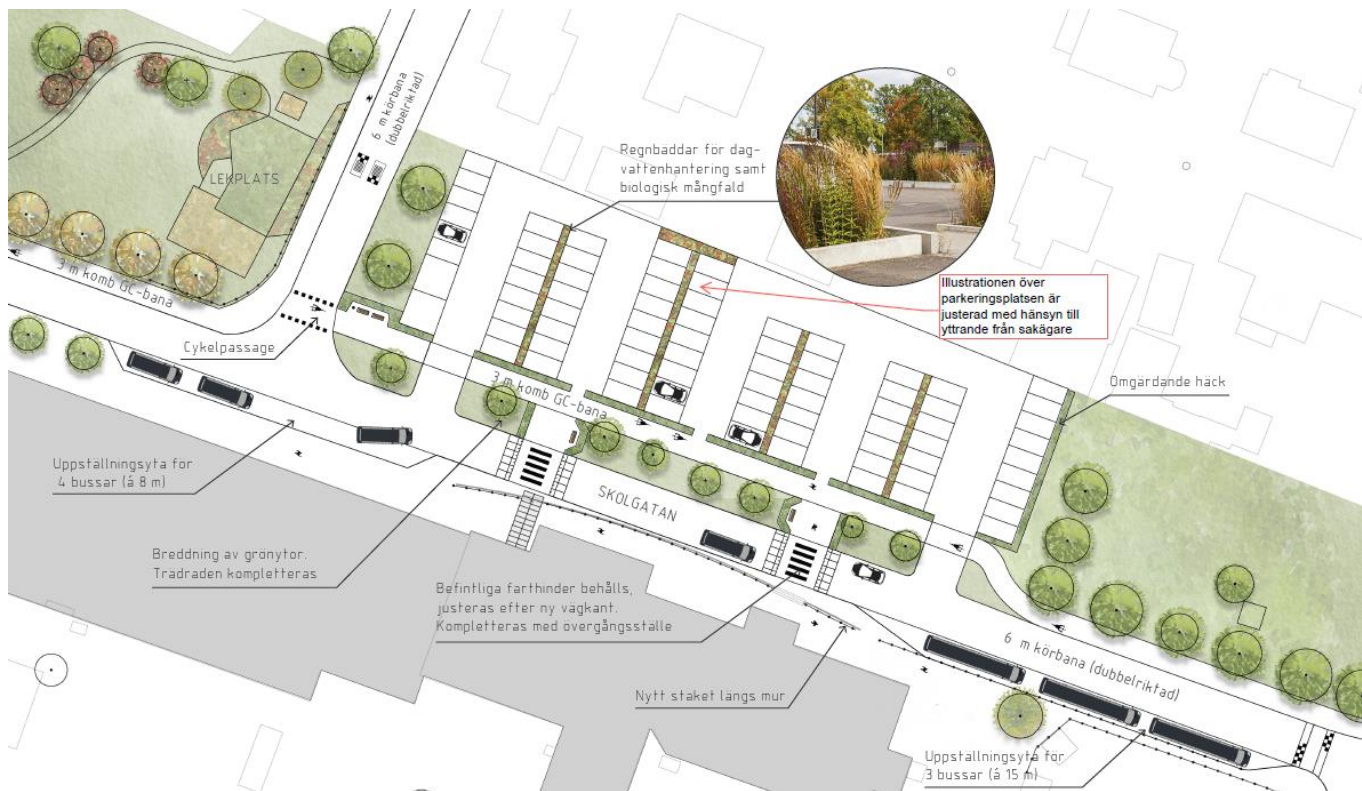 6 m körbana
(dubbelriktad)
Regnbäddar för dag-
vattenhantering samt
biologisk mångfald
LEKPLATS
3 m komb GC-bana
Illustrationen över
parkeringsplatsen är
justerad med hänsyn till
yttrande från sakägare
Cykelpassage
3 m komb GC-bana
Omgärdande häck
Uppställningsyta för
4 bussar (á 8 m)
SKOLGATAN
Breddning av grönytor.
Trädraden kompletteras
Befintliga farthinder behålls,
justeras efter ny vägkant.
Kompletteras med övergångsställe
6 m körbana (dubbelriktad)
Nytt staket längs mur
Uppställningsyta för
3 bussar (á 15 m)